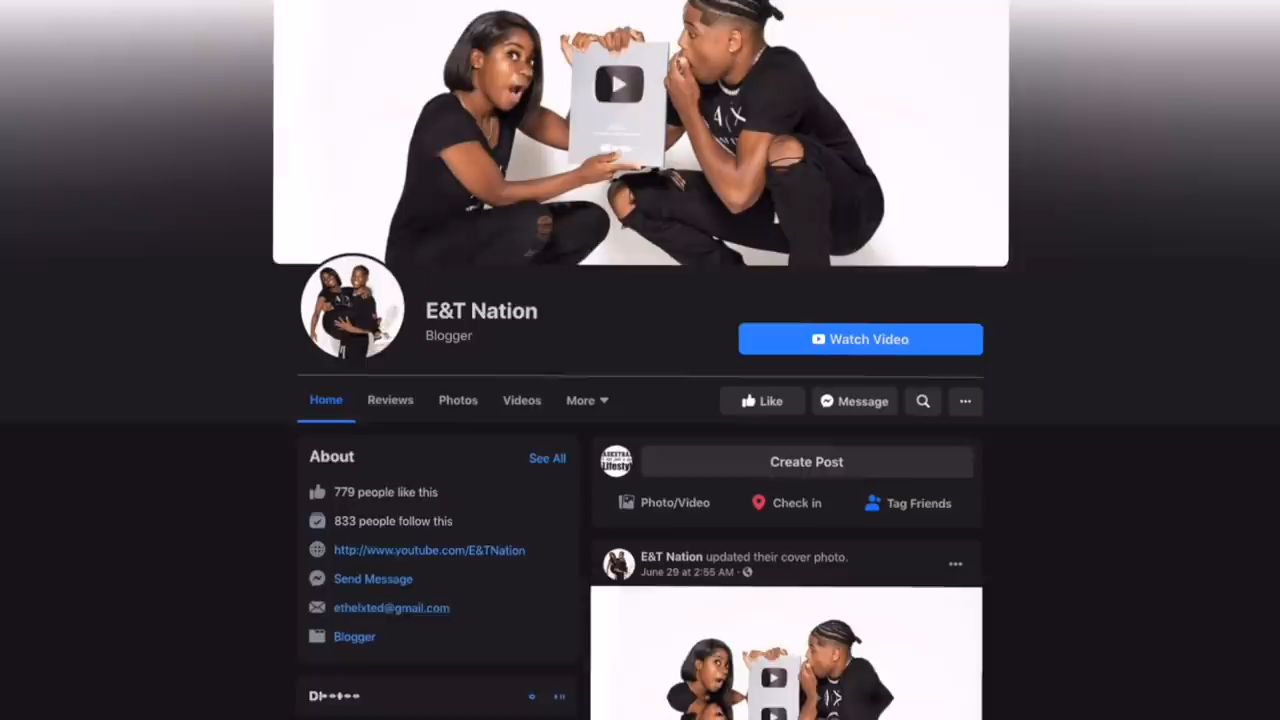 A|X
E&T Nation
Blogger
Watch Video
Home
Reviews
Photos
Videos
More
Like
Message
About
See All
Create Post
779 people like this
Photo/Video
Check in
Tag Friends
833 people follow this
http://www.youtube.com/E&TNation
E&T Nation updated their cover photo.
June 29 at 2:55 AM ·
Send Message
ethelxted@gmail.com
Blogger